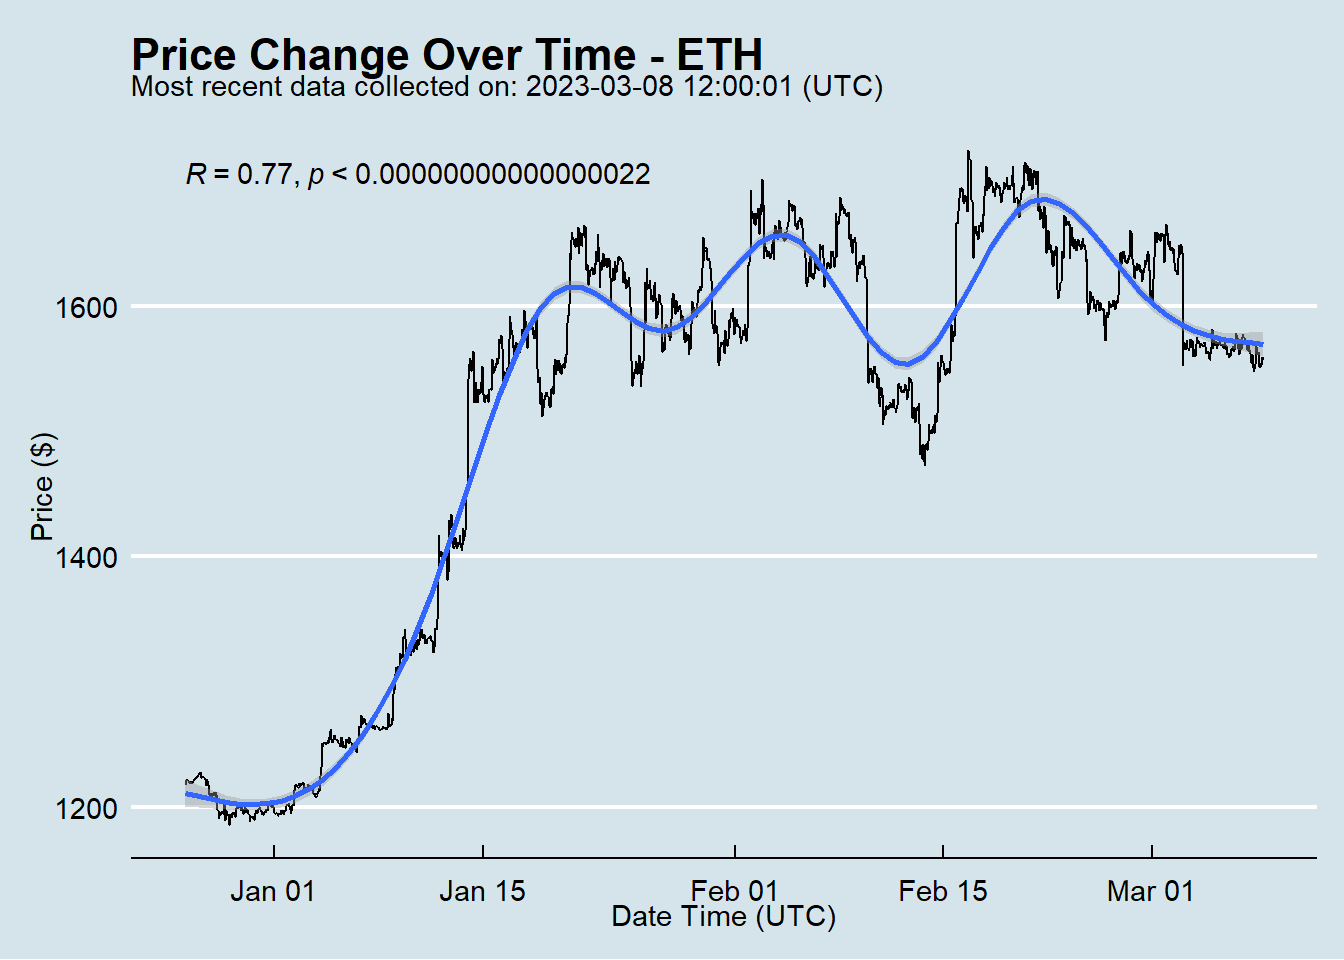 Price Change Over Time - ETH
Most recent data collected on: 2023-03-08 12:00:01 (UTC)
R = 0.77, p < 0.00000000000000022
1600
1400
1200
Price ($)
Jan 01 Jan 15 Feb 01 Feb 15 Mar 01
Date Time (UTC)